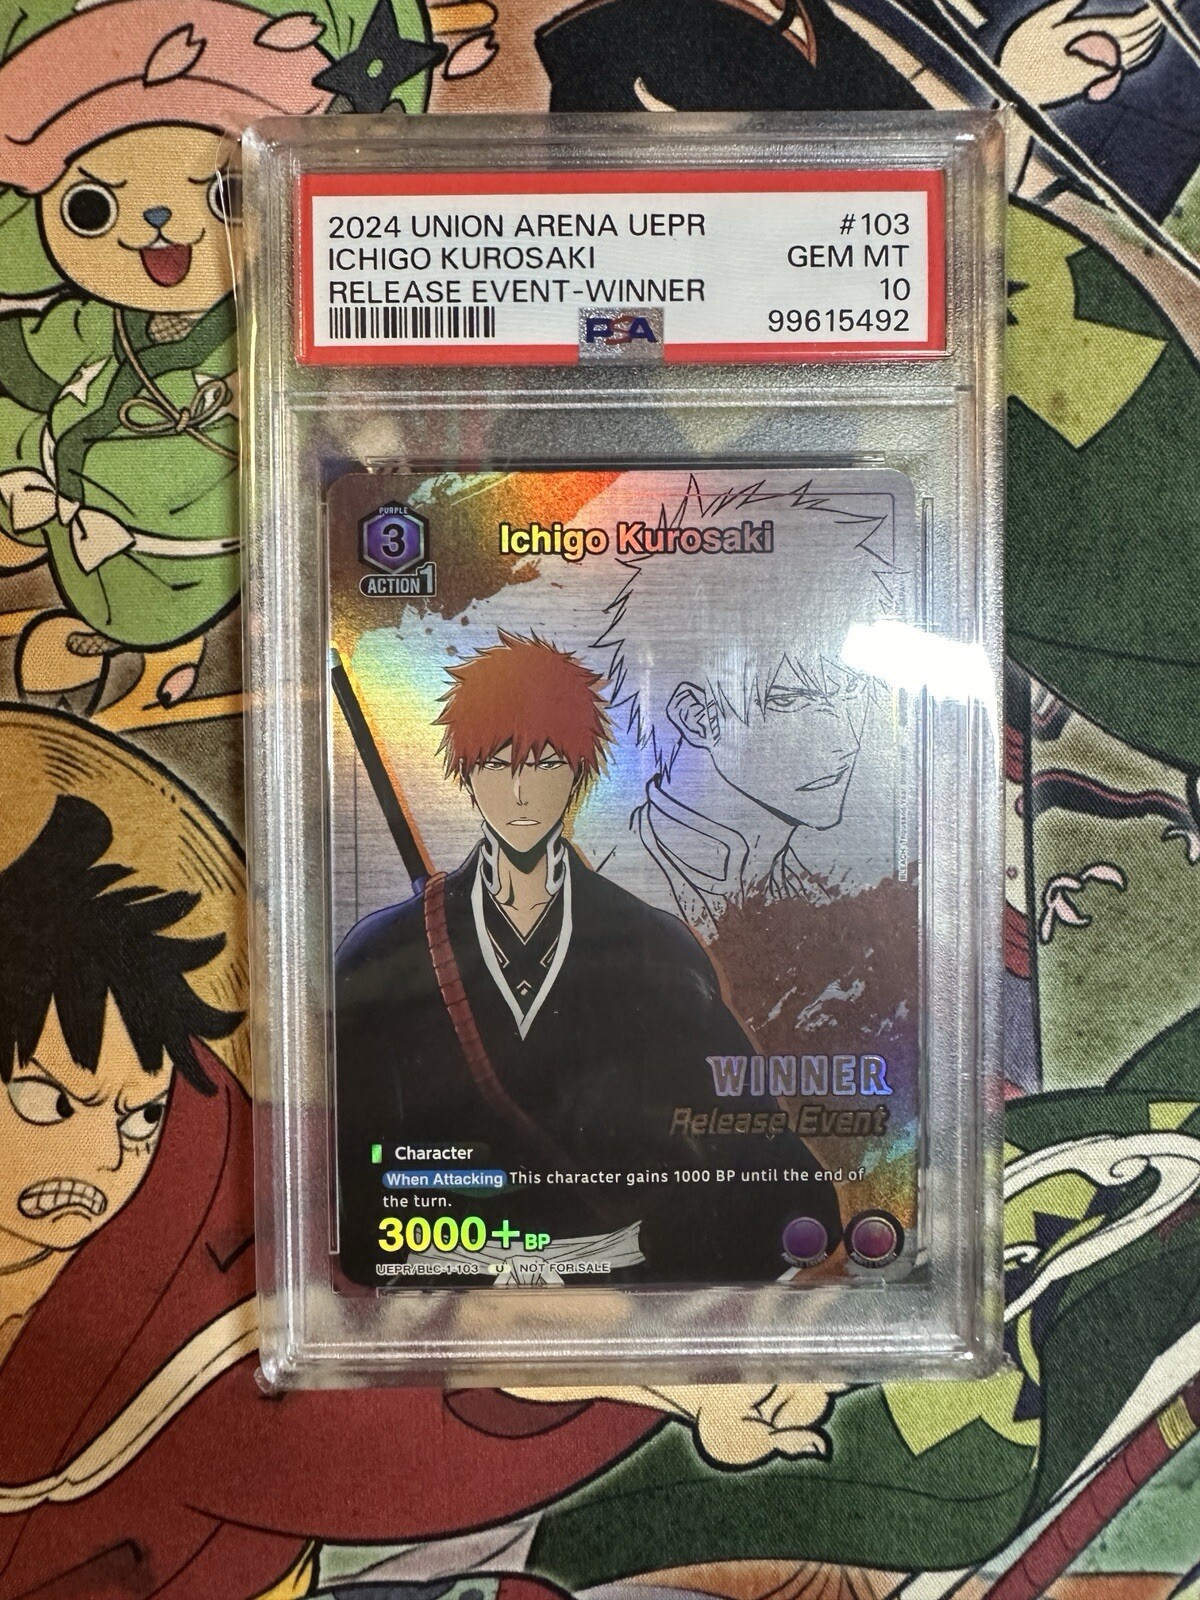 2024 UNION ARENA UEPR #103
ICHIGO KUROSAKI GEM MT
RELEASE EVENT-WINNER 10
PSA 99615492
PURPLE
3
Ichigo Kurosaki
ACTION 1
WINNER
Release Event
Character
When Attacking This character gains 1000 BP until the end of
the turn.
3000+BP
UEPR/BLC-1-103 U NOT FOR SALE